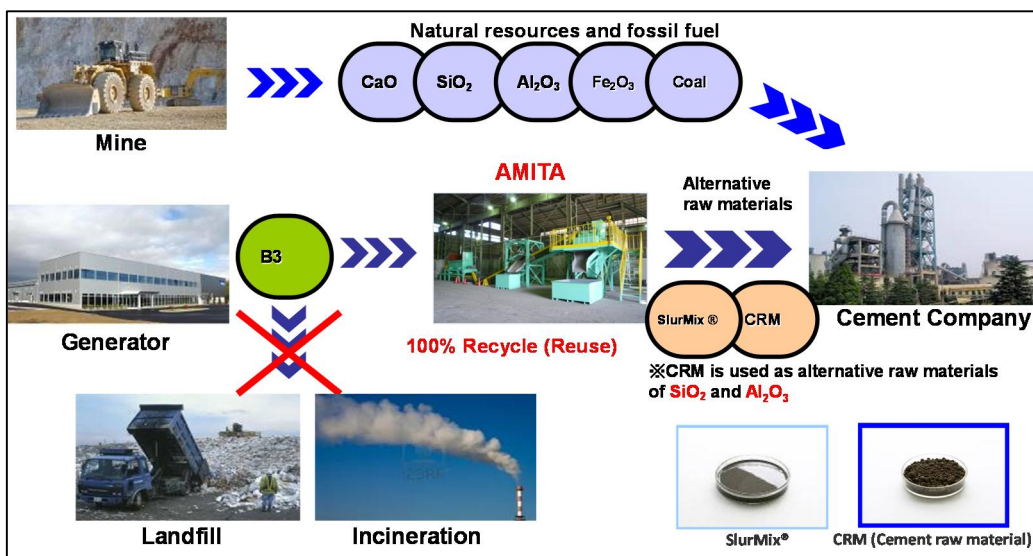 Natural resources and fossil fuel
CaO
SiO₂
Al₂O₃
Fe₂O₃
Coal
Mine
AMITA
Alternative
raw materials
B3
SlurMix ®
CRM
Generator
100% Recycle (Reuse)
Cement Company
※CRM is used as alternative raw materials
of SiO₂ and Al₂O₃
Landfill
Incineration
SlurMix®
CRM (Cement raw material)